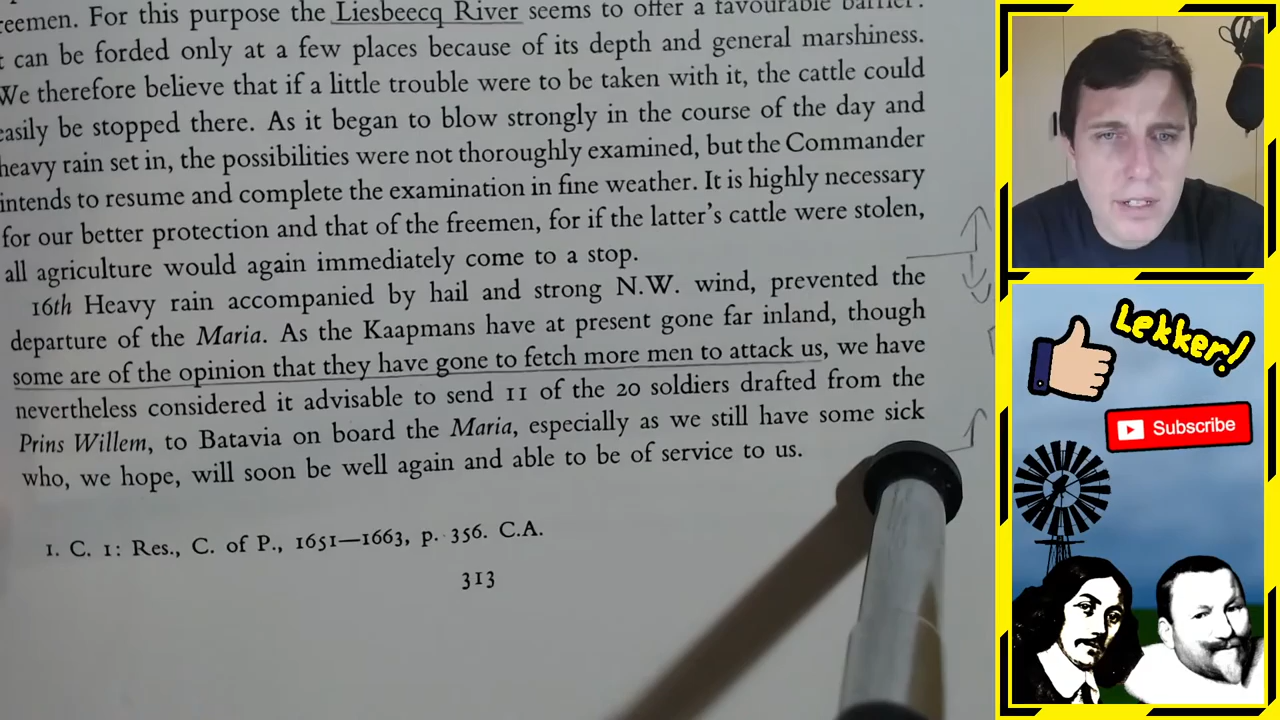 reemen. For this purpose the Liesbeecq River seems to offer a favourable barrier:
t can be forded only at a few places because of its depth and general marshiness.
We therefore believe that if a little trouble were to be taken with it, the cattle could
easily be stopped there. As it began to blow strongly in the course of the day and
heavy rain set in, the possibilities were not thoroughly examined, but the Commander
intends to resume and complete the examination in fine weather. It is highly necessary
for our better protection and that of the freemen, for if the latter's cattle were stolen,
all agriculture would again immediately come to a stop.
16th Heavy rain accompanied by hail and strong N.W. wind, prevented the
departure of the Maria. As the Kaapmans have at present gone far inland, though
some are of the opinion that they have gone to fetch more men to attack us, we have
nevertheless considered it advisable to send 11 of the 20 soldiers drafted from the
Prins Willem, to Batavia on board the Maria, especially as we still have some sick
who, we hope, will soon be well again and able to be of service to us.
1. C. 1: Res., C. of P., 1651—1663, p. 356. C.A.
313
Lekker!
Subscribe